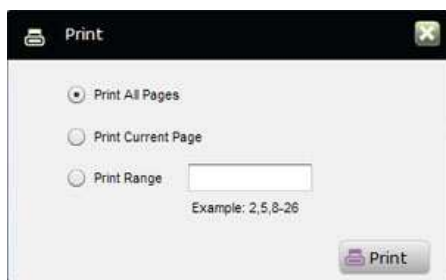 Print
Print All Pages
Print Current Page
Print Range
Example: 2,5,8-26
Print